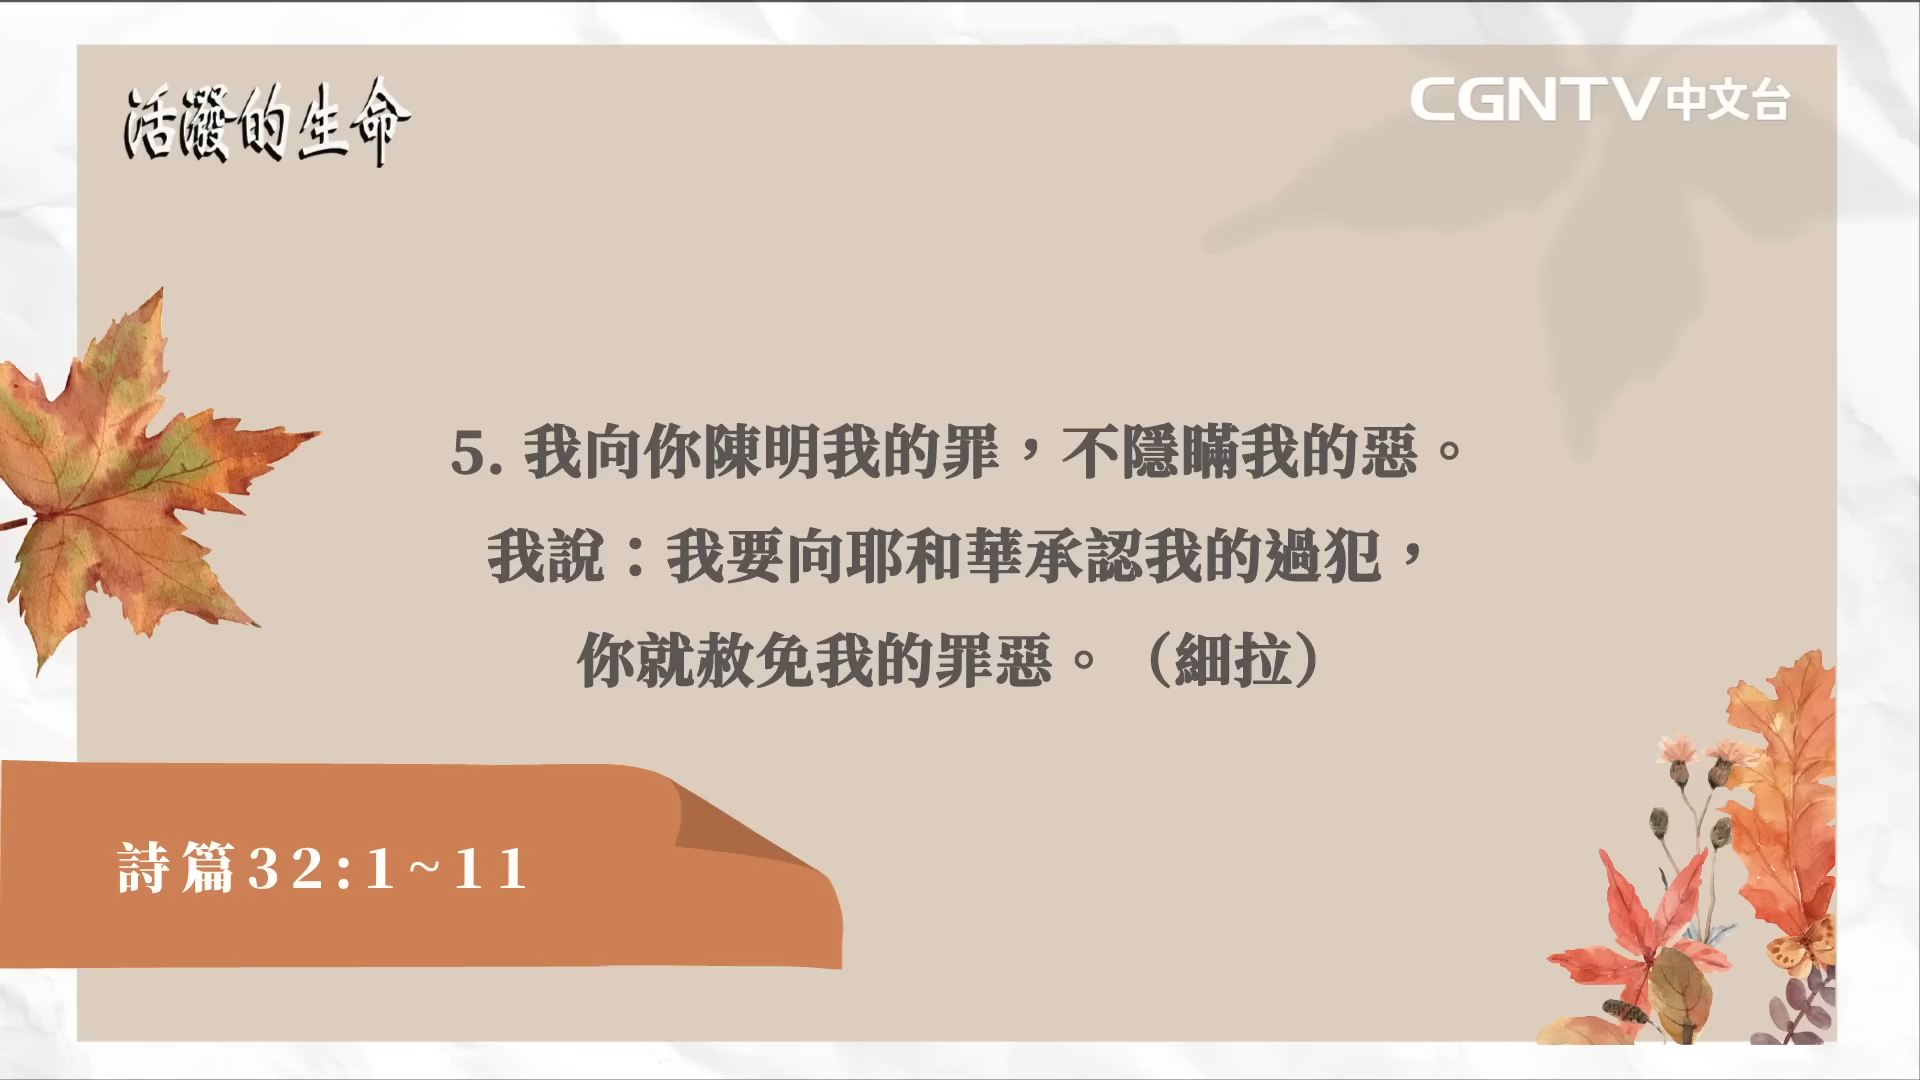 活潑的生命
CGNTV中文台
5. 我向你陳明我的罪，不隱瞞我的惡。
我說：我要向耶和華承認我的過犯，
你就赦免我的罪惡。（細拉）
詩篇32:1~11